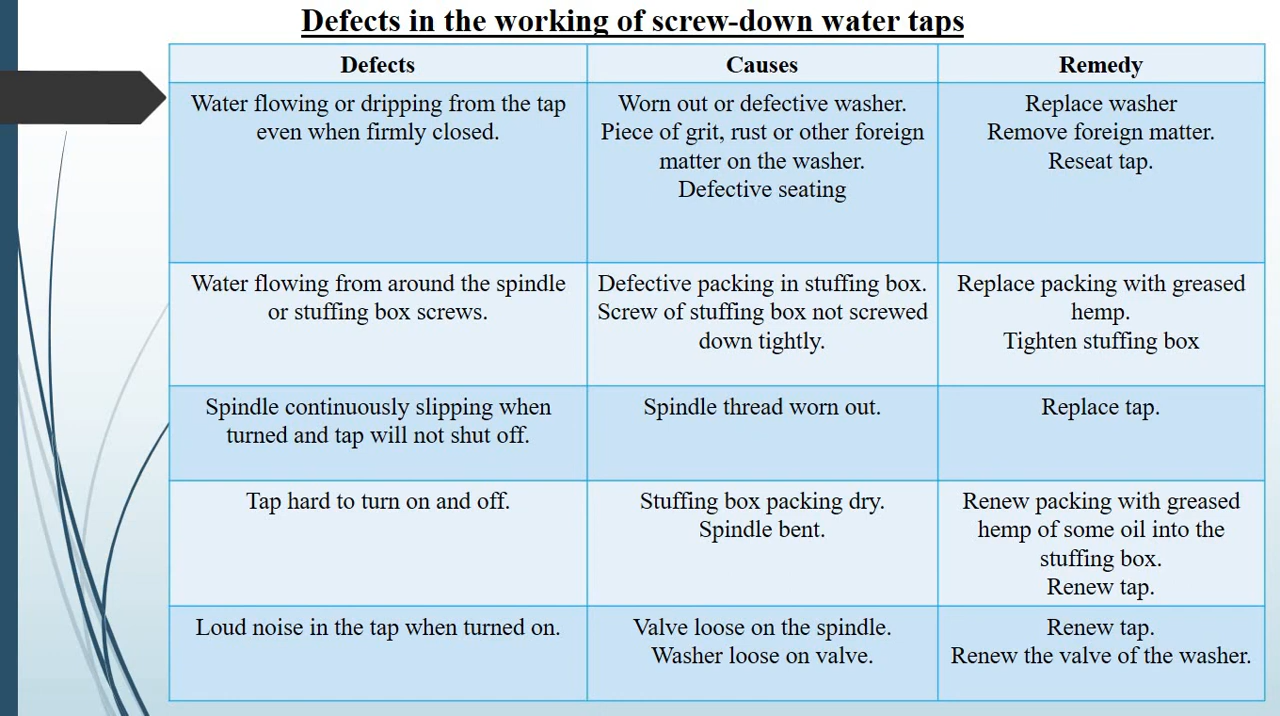 Defects in the working of screw-down water taps
Defects
Causes
Remedy
Water flowing or dripping from the tap
even when firmly closed.
Worn out or defective washer.
Piece of grit, rust or other foreign
matter on the washer.
Defective seating
Replace washer
Remove foreign matter.
Reseat tap.
Water flowing from around the spindle
or stuffing box screws.
Defective packing in stuffing box.
Screw of stuffing box not screwed
down tightly.
Replace packing with greased
hemp.
Tighten stuffing box
Spindle continuously slipping when
turned and tap will not shut off.
Spindle thread worn out.
Replace tap.
Tap hard to turn on and off.
Stuffing box packing dry.
Spindle bent.
Renew packing with greased
hemp of some oil into the
stuffing box.
Renew tap.
Loud noise in the tap when turned on.
Valve loose on the spindle.
Washer loose on valve.
Renew tap.
Renew the valve of the washer.